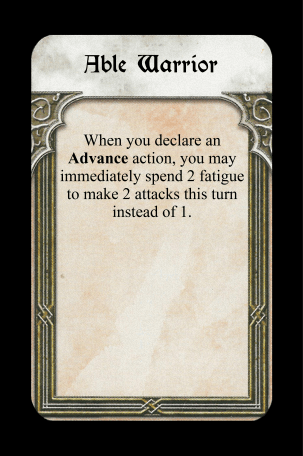 Able Warrior
When you declare an
Advance action, you may
immediately spend 2 fatigue
to make 2 attacks this turn
instead of 1.